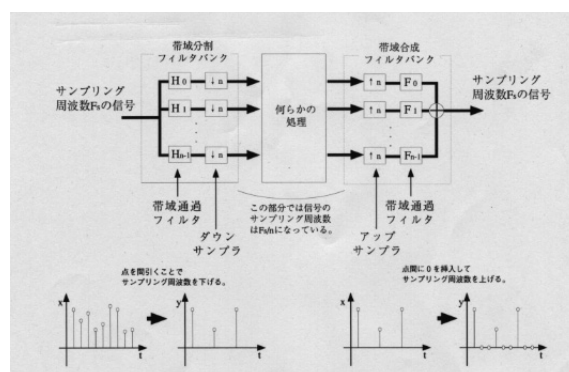 帯域分割
フィルタバンク
帯域合成
フィルタバンク
サンプリング
周波数Fsの信号
H0
↓n
H1
↓n
Hn-1
↓n
何らかの
処理
↑n
F0
↑n
F1
↑n
Fn-1
サンプリング
周波数Fsの信号
帯域通過
フィルタ
ダウン
サンプラ
この部分では信号の
サンプリング周波数
はFs/nになっている。
アップ
サンプラ
帯域通過
フィルタ
点を間引くことで
サンプリング周波数を下げる。
点間に0を挿入して
サンプリング周波数を上げる。
x
t
y
t
x
t
y
t